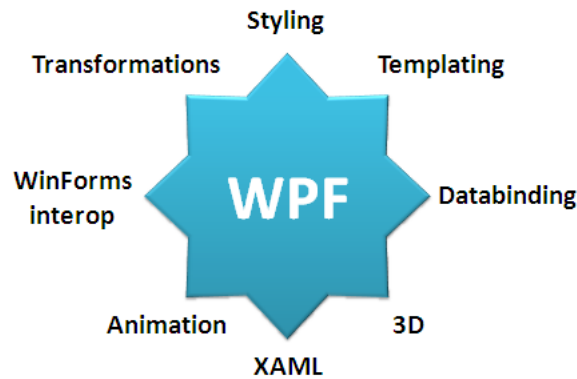 Styling
Transformations
Templating
WinForms
interop
WPF
Databinding
Animation
3D
XAML